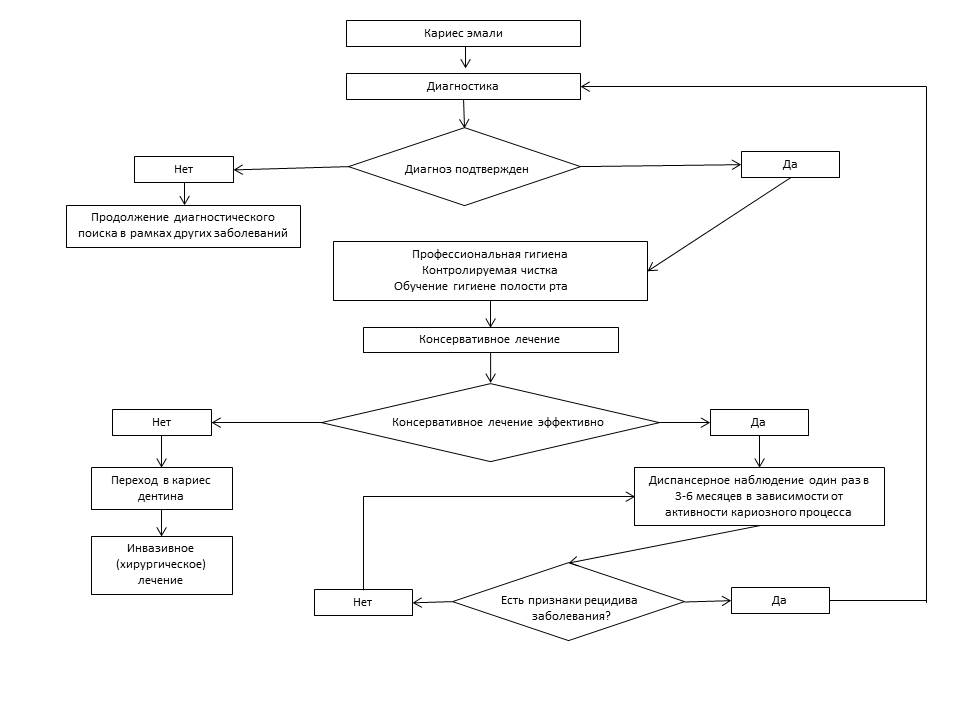 Кариес эмали
Диагностика
Диагноз подтвержден
Нет
Да
Продолжение диагностического
поиска в рамках других заболеваний
Профессиональная гигиена
Контролируемая чистка
Обучение гигиене полости рта
Консервативное лечение
Консервативное лечение эффективно
Нет
Да
Переход в кариес
дентина
Диспансерное наблюдение один раз в
3-6 месяцев в зависимости от
активности кариозного процесса
Инвазивное
(хирургическое)
лечение
Есть признаки рецидива
заболевания?
Нет
Да